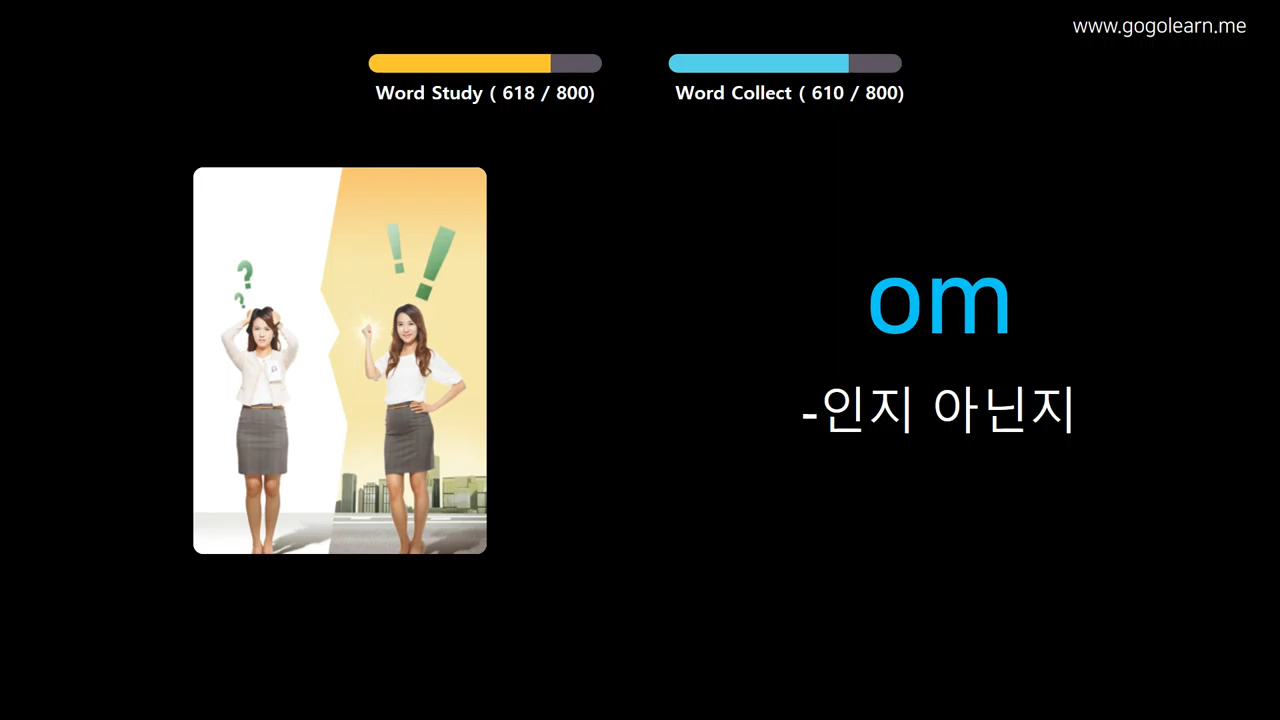 www.gogolearn.me
Word Study ( 618 / 800)
Word Collect ( 610 / 800)
? ?
! !
om
-인지 아닌지